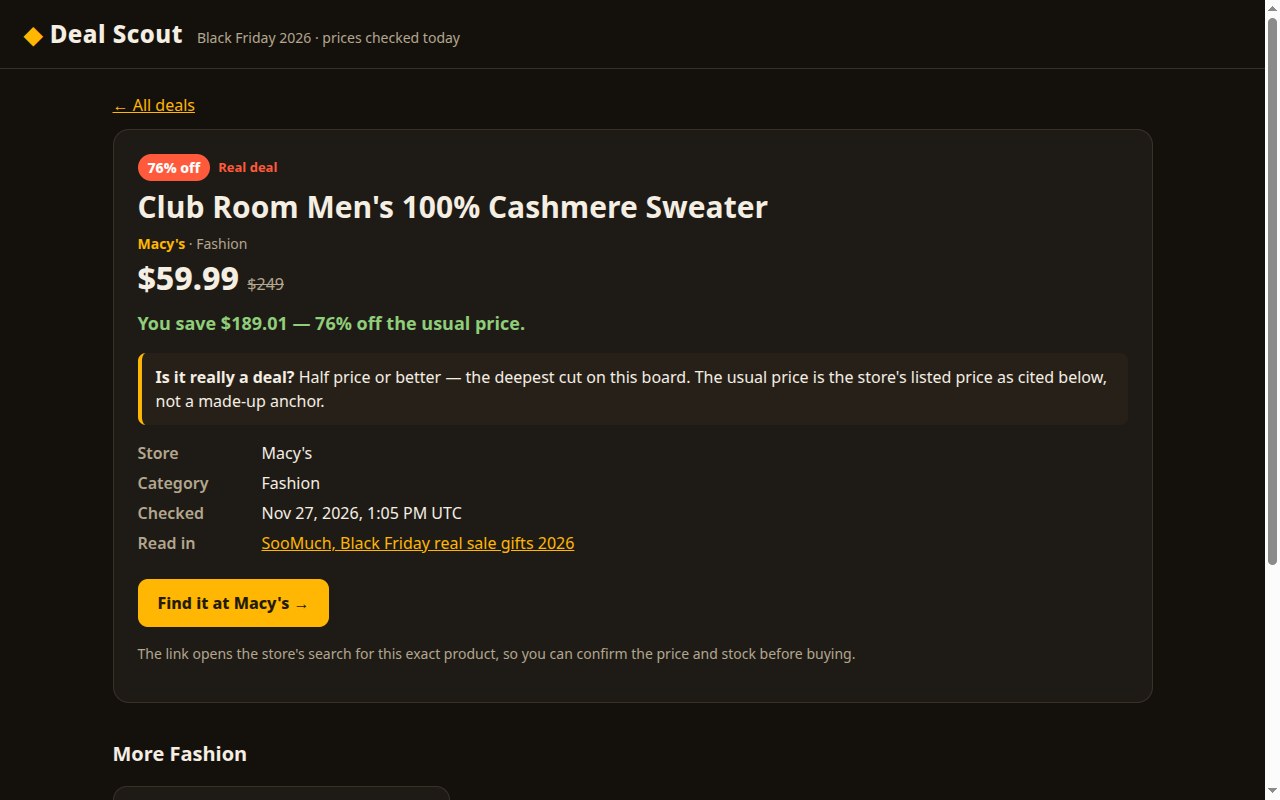 ◆ Deal Scout Black Friday 2026 · prices checked today
← All deals
76% off Real deal
Club Room Men's 100% Cashmere Sweater
Macy's · Fashion
$59.99 $249
You save $189.01 — 76% off the usual price.
Is it really a deal? Half price or better — the deepest cut on this board. The usual price is the store's listed price as cited below,
not a made-up anchor.
Store Macy's
Category Fashion
Checked Nov 27, 2026, 1:05 PM UTC
Read in SooMuch, Black Friday real sale gifts 2026
Find it at Macy's →
The link opens the store's search for this exact product, so you can confirm the price and stock before buying.
More Fashion